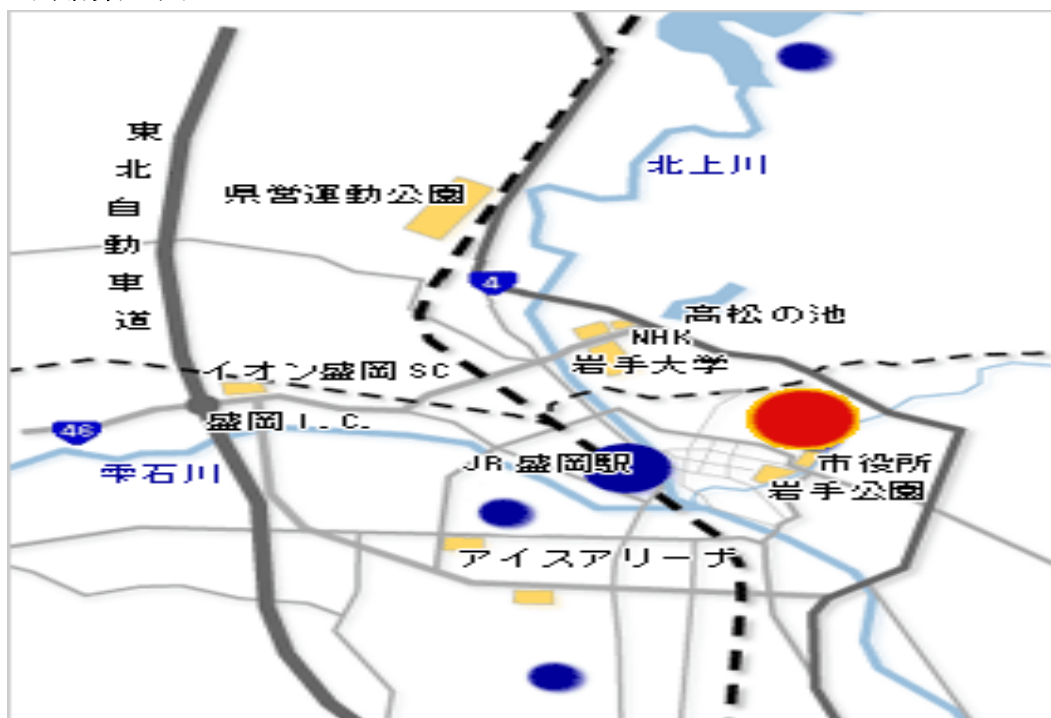 東北自動車道
北上川
県営運動公園
4
高松の池
NHK
岩手大学
イオン盛岡SC
盛岡I.C.
46
雫石川
JR盛岡駅
市役所
岩手公園
アイスアリーナ